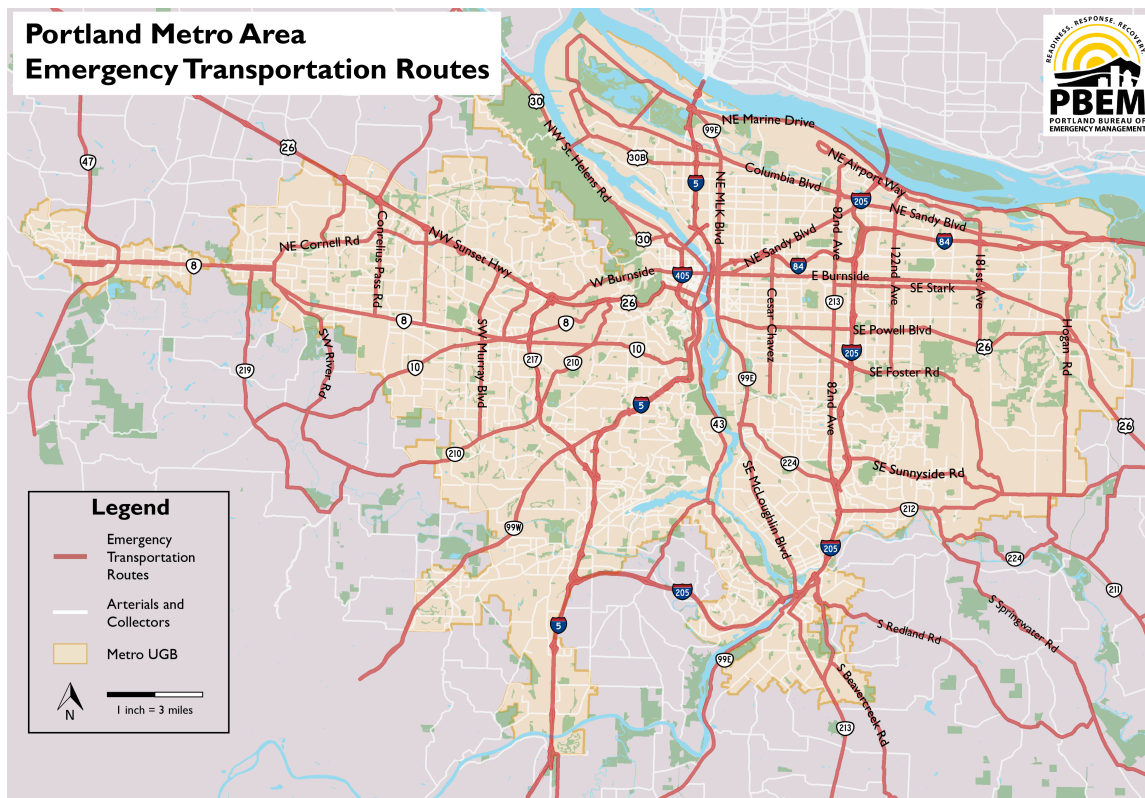 Portland Metro Area
Emergency Transportation Routes
READINESS. RESPONSE. RECOVERY.
PBEM
PORTLAND BUREAU OF
EMERGENCY MANAGEMENT
30
NW St. Helens Rd
99E
NE Marine Drive
47
26
30B
5
NE MLK Blvd
Columbia Blvd
NE Airport Way
205
NE Sandy Blvd
84
82nd Ave
Cornelius Pass Rd
NE Cornell Rd
NW Sunset Hwy
30
NE Sandy Blvd
8
W Burnside
405
84
E Burnside
122nd Ave
181st Ave
SE Stark
26
213
Cesar Chavez
8
8
SE Powell Blvd
26
Hogan Rd
SW River Rd
SW Murray Blvd
217
210
10
10
205
SE Foster Rd
219
99E
82nd Ave
5
43
26
210
224
SE Sunnyside Rd
SE McLoughlin Blvd
212
99W
205
224
211
205
5
S Springwater Rd
S Redland Rd
99E
S Beavercreek Rd
213
Legend
Emergency
Transportation
Routes
Arterials and
Collectors
Metro UGB
N
1 inch = 3 miles